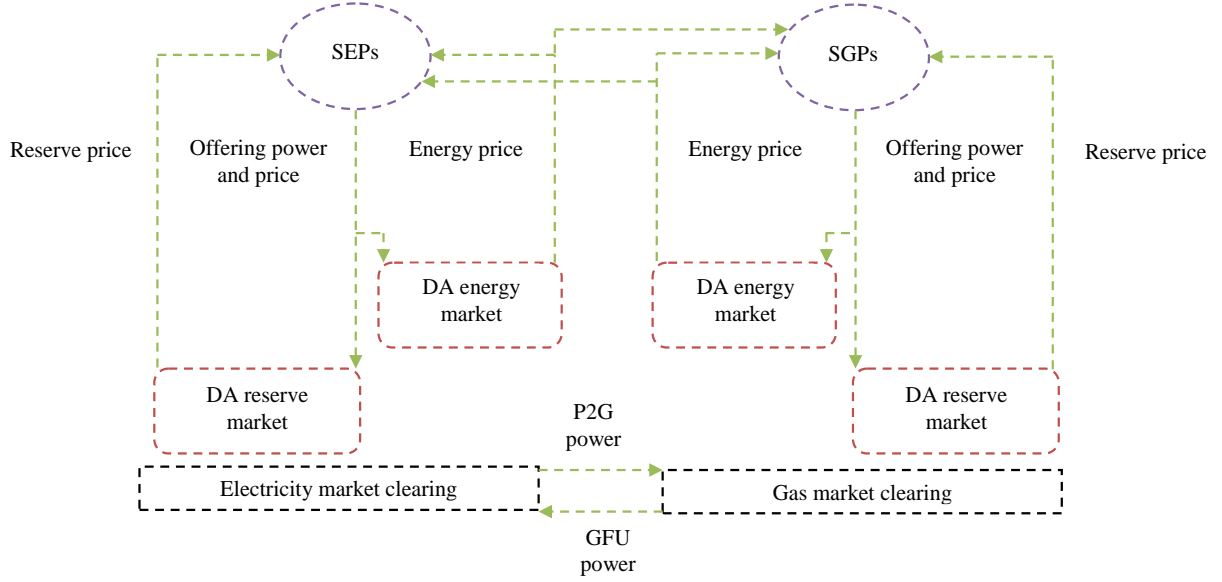 SEPs
SGPs
Reserve price
Offering power
and price
Energy price
Energy price
Offering power
and price
Reserve price
DA energy
market
DA energy
market
DA reserve
market
P2G
power
DA reserve
market
Electricity market clearing
Gas market clearing
GFU
power